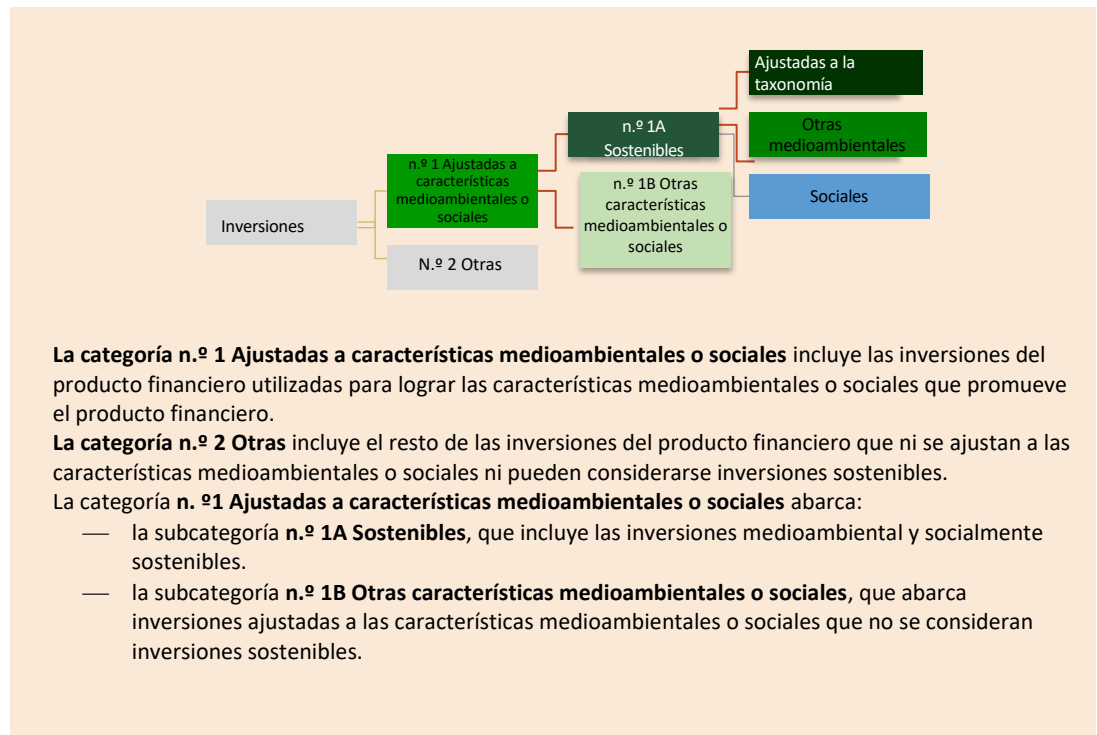 Ajustadas a la
taxonomía
n.º 1A
Sostenibles
Otras
medioambientales
n.º 1 Ajustadas a
características
medioambientales o
sociales
n.º 1B Otras
características
medioambientales o
sociales
Sociales
Inversiones
N.º 2 Otras
La categoría n.º 1 Ajustadas a características medioambientales o sociales incluye las inversiones del
producto financiero utilizadas para lograr las características medioambientales o sociales que promueve
el producto financiero.
La categoría n.º 2 Otras incluye el resto de las inversiones del producto financiero que ni se ajustan a las
características medioambientales o sociales ni pueden considerarse inversiones sostenibles.
La categoría n. º1 Ajustadas a características medioambientales o sociales abarca:
— la subcategoría n.º 1A Sostenibles, que incluye las inversiones medioambiental y socialmente
sostenibles.
— la subcategoría n.º 1B Otras características medioambientales o sociales, que abarca
inversiones ajustadas a las características medioambientales o sociales que no se consideran
inversiones sostenibles.